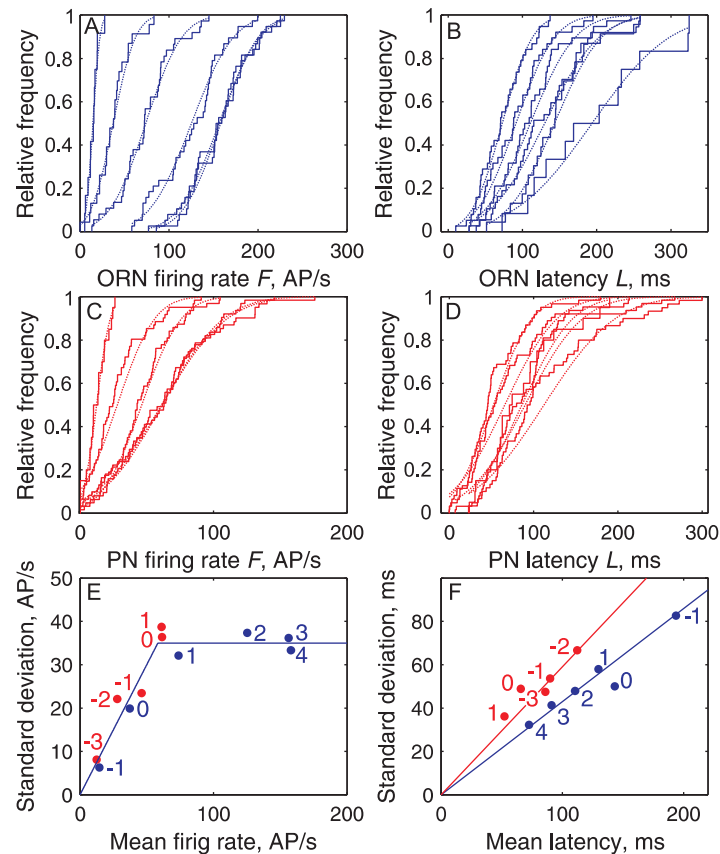 A
B
Relative frequency
Relative frequency
1
0.8
0.6
0.4
0.2
0
1
0.8
0.6
0.4
0.2
0
0 100 200 300
0 100 200 300
ORN firing rate F, AP/s
ORN latency L, ms
C
D
Relative frequency
Relative frequency
1
0.8
0.6
0.4
0.2
0
1
0.8
0.6
0.4
0.2
0
0 100 200
0 100 200 300
PN firing rate F, AP/s
PN latency L, ms
E
F
Standard deviation, AP/s
Standard deviation, ms
50
40
30
20
10
0
80
60
40
20
0
1
0
-1
-2
-3
-1
0
1
2
3
4
-2
-1
0
-3
1
-1
1
0
2
3
4
0 50 100 150 200
0 100 200
Mean firig rate, AP/s
Mean latency, ms